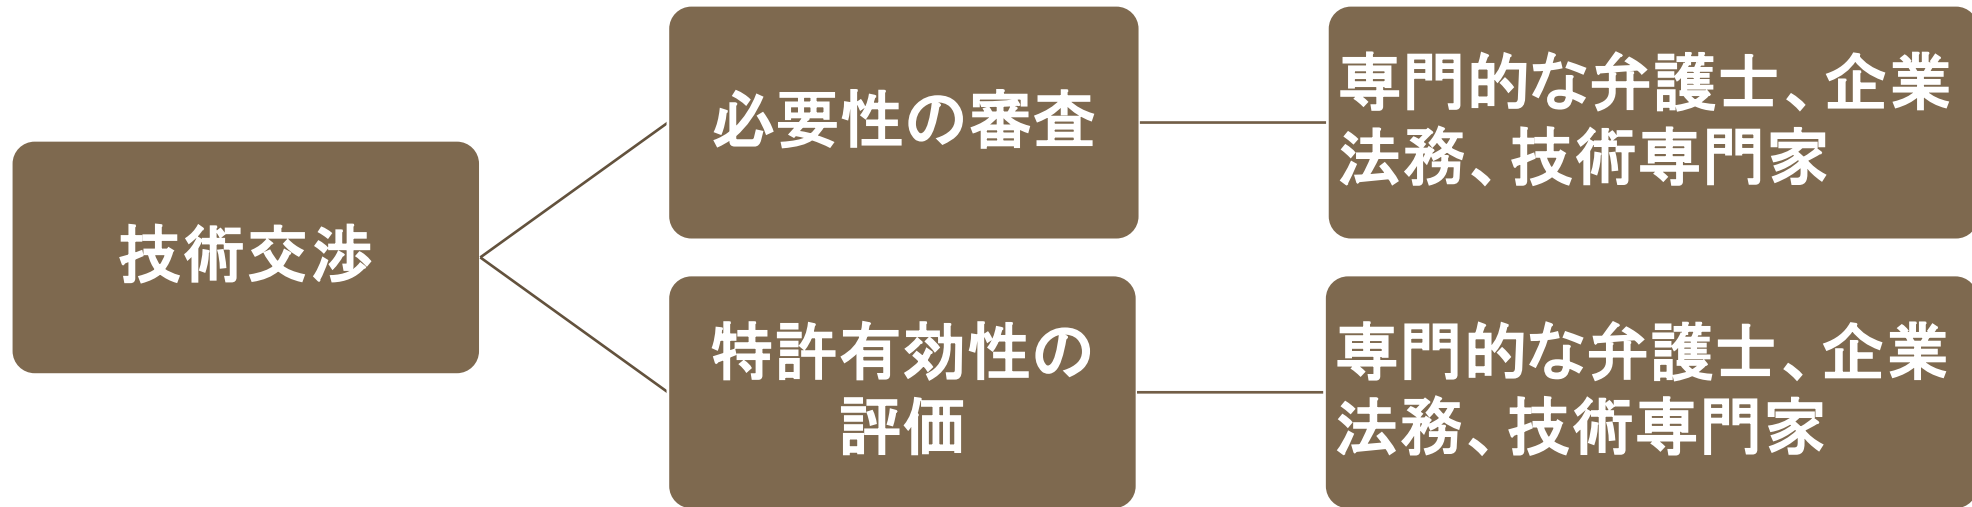 技術交渉
必要性の審査
専門的な弁護士、企業
法務、技術専門家
特許有効性の
評価
専門的な弁護士、企業
法務、技術専門家